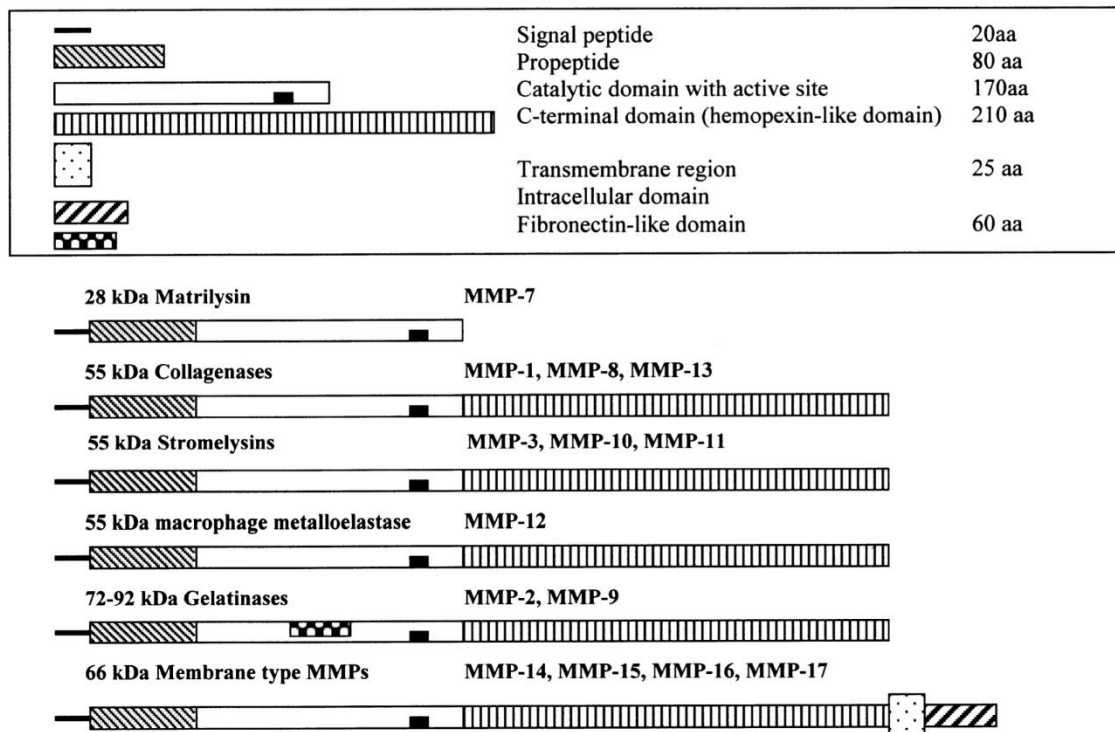 Signal peptide 20aa
Propeptide 80 aa
Catalytic domain with active site 170aa
C-terminal domain (hemopexin-like domain) 210 aa
Transmembrane region 25 aa
Intracellular domain
Fibronectin-like domain 60 aa
28 kDa Matrilysin MMP-7
55 kDa Collagenases MMP-1, MMP-8, MMP-13
55 kDa Stromelysins MMP-3, MMP-10, MMP-11
55 kDa macrophage metalloelastase MMP-12
72-92 kDa Gelatinases MMP-2, MMP-9
66 kDa Membrane type MMPs MMP-14, MMP-15, MMP-16, MMP-17